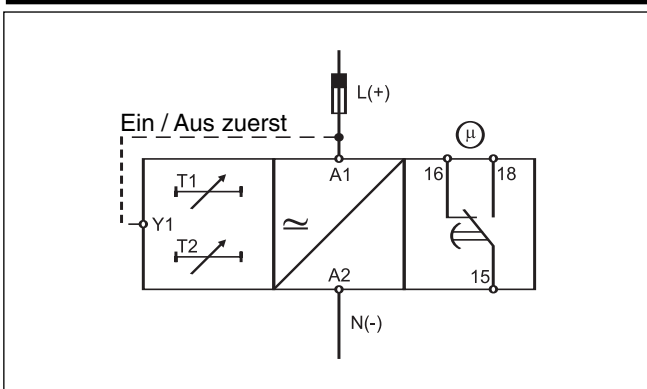 L(+)
Ein / Aus zuerst
μ
T1
A1
16
18
Y1
≃
T2
A2
15
N(-)